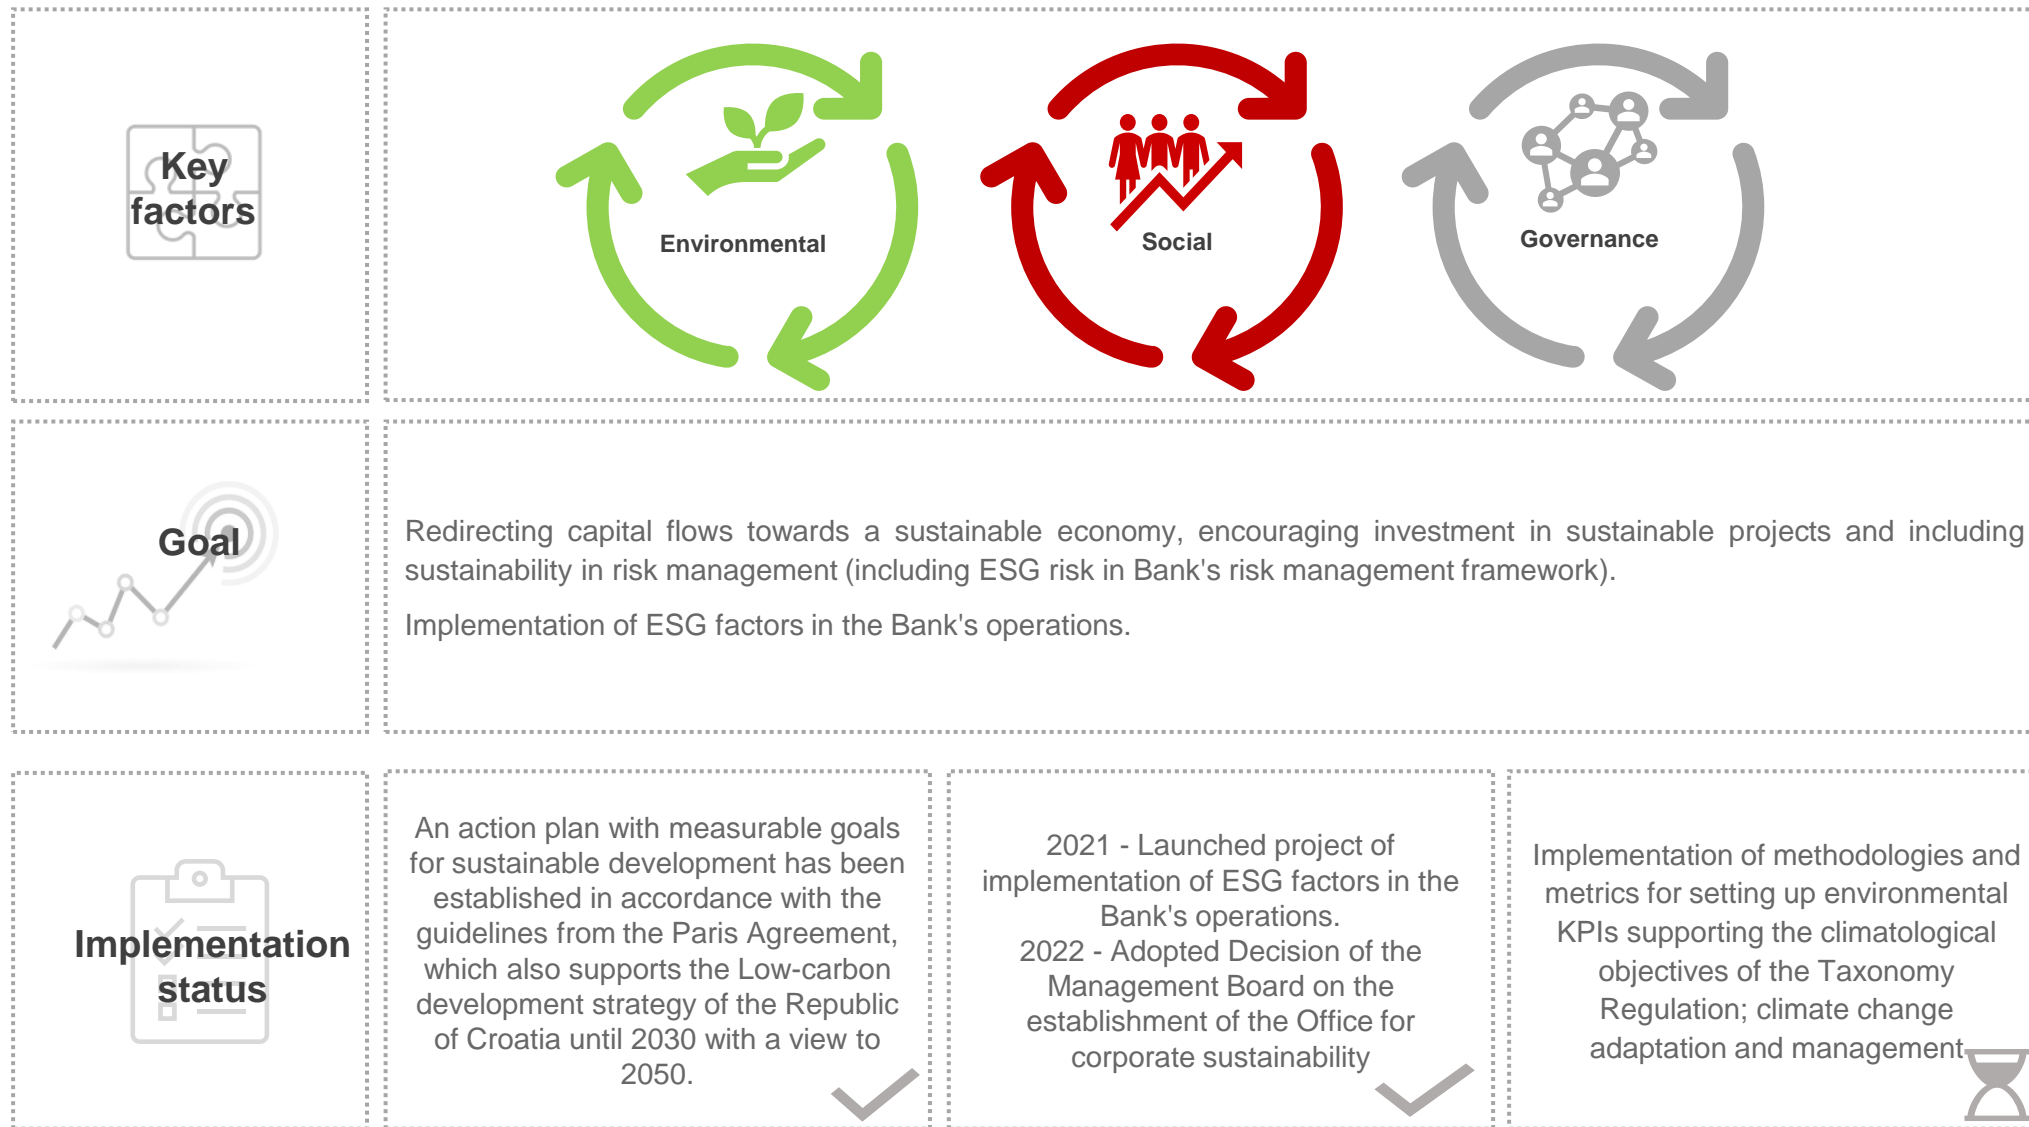 Key
factors
Environmental
Social
Governance
Goal
Redirecting capital flows towards a sustainable economy, encouraging investment in sustainable projects and including
sustainability in risk management (including ESG risk in Bank's risk management framework).
Implementation of ESG factors in the Bank's operations.
Implementation
status
An action plan with measurable goals
for sustainable development has been
established in accordance with the
guidelines from the Paris Agreement,
which also supports the Low-carbon
development strategy of the Republic
of Croatia until 2030 with a view to
2050.
2021 - Launched project of
implementation of ESG factors in the
Bank's operations.
2022 - Adopted Decision of the
Management Board on the
establishment of the Office for
corporate sustainability
Implementation of methodologies and
metrics for setting up environmental
KPIs supporting the climatological
objectives of the Taxonomy
Regulation; climate change
adaptation and management